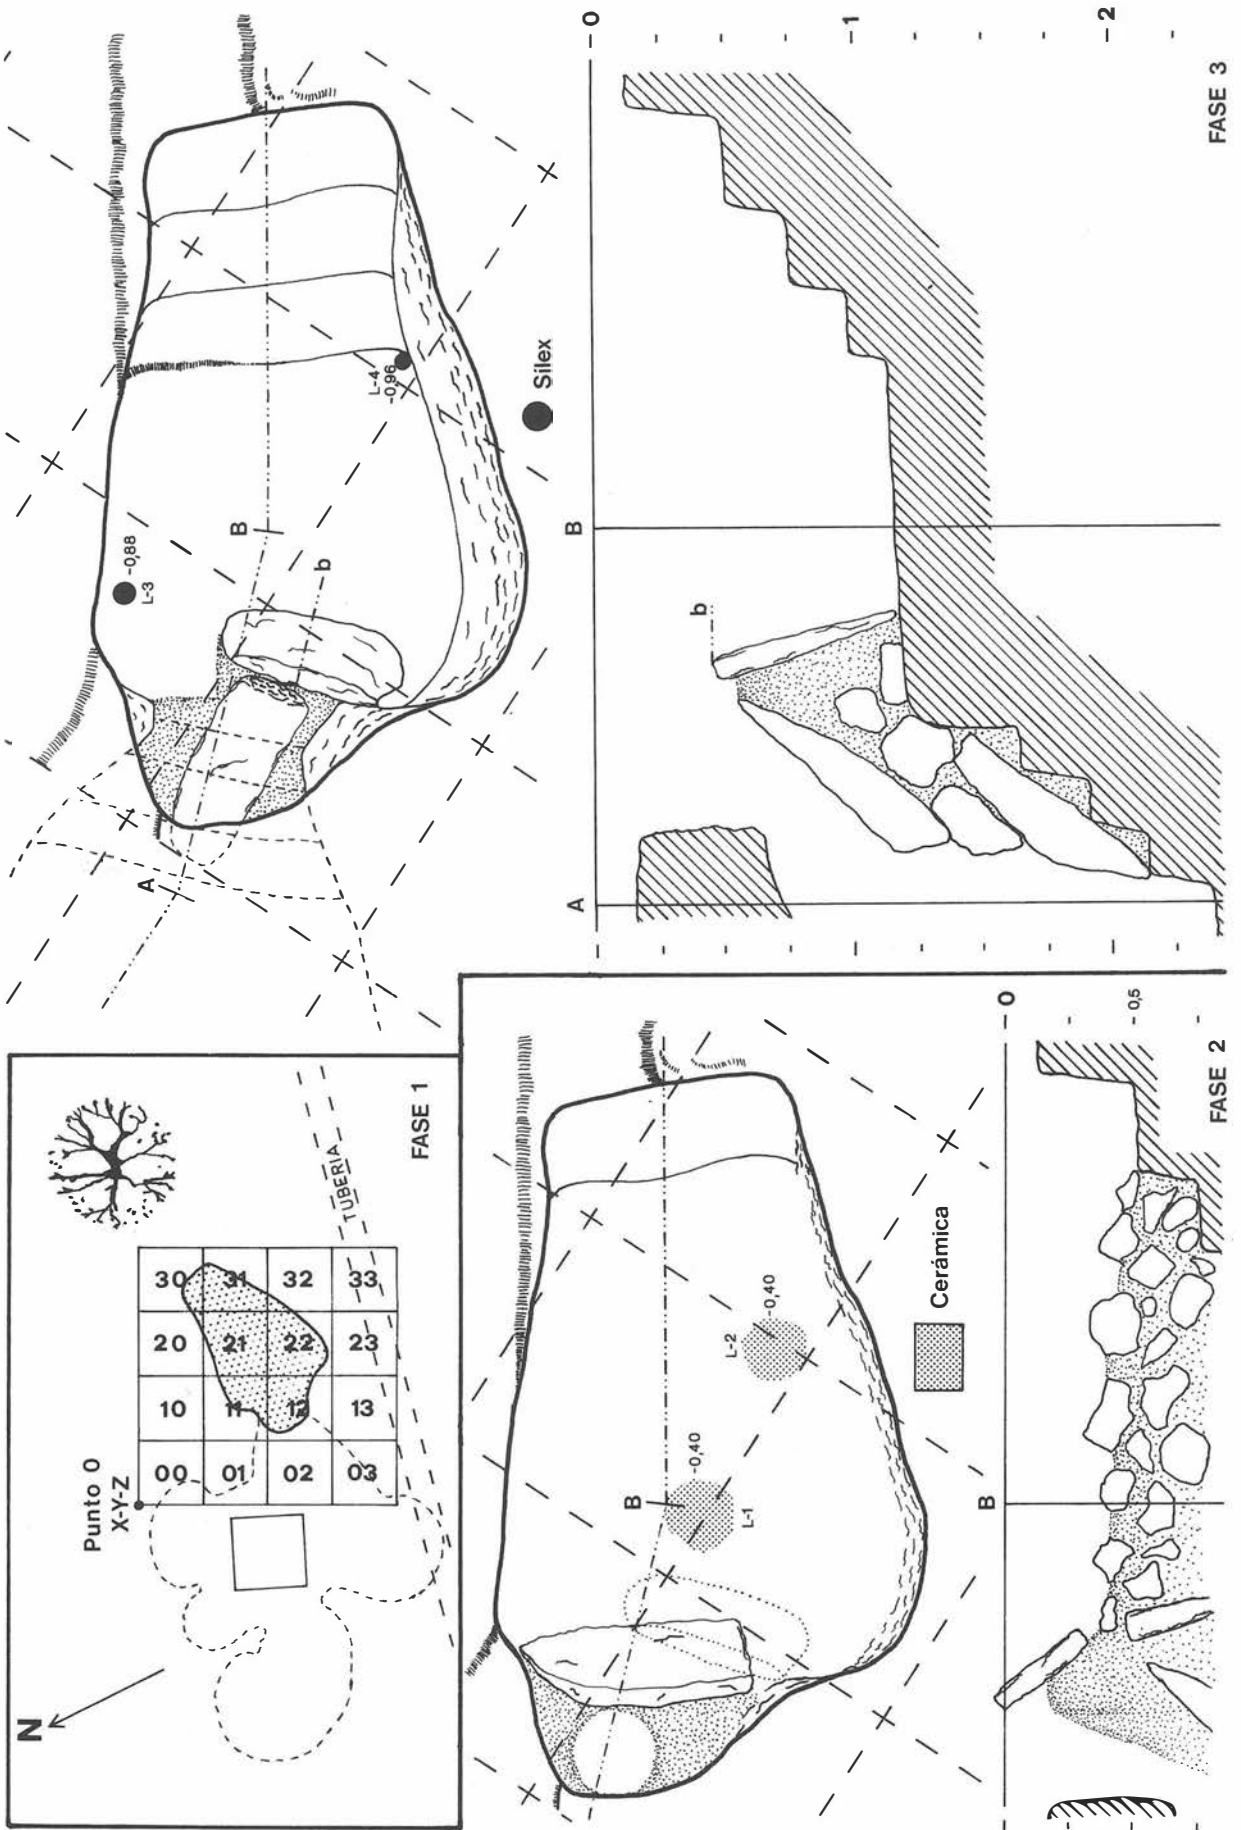 N
Punto 0
X-Y-Z
00 10 20 30
01 11 21 31
02 12 22 32
03 13 23 33
TUBERIA
FASE 1
A
B
b
L-3
-0,88
L-4
-0,96
Silex
A
B
b
0
-1
-2
FASE 3
B
L-1
-0,40
L-2
-0,40
Cerámica
B
0
-0,5
FASE 2